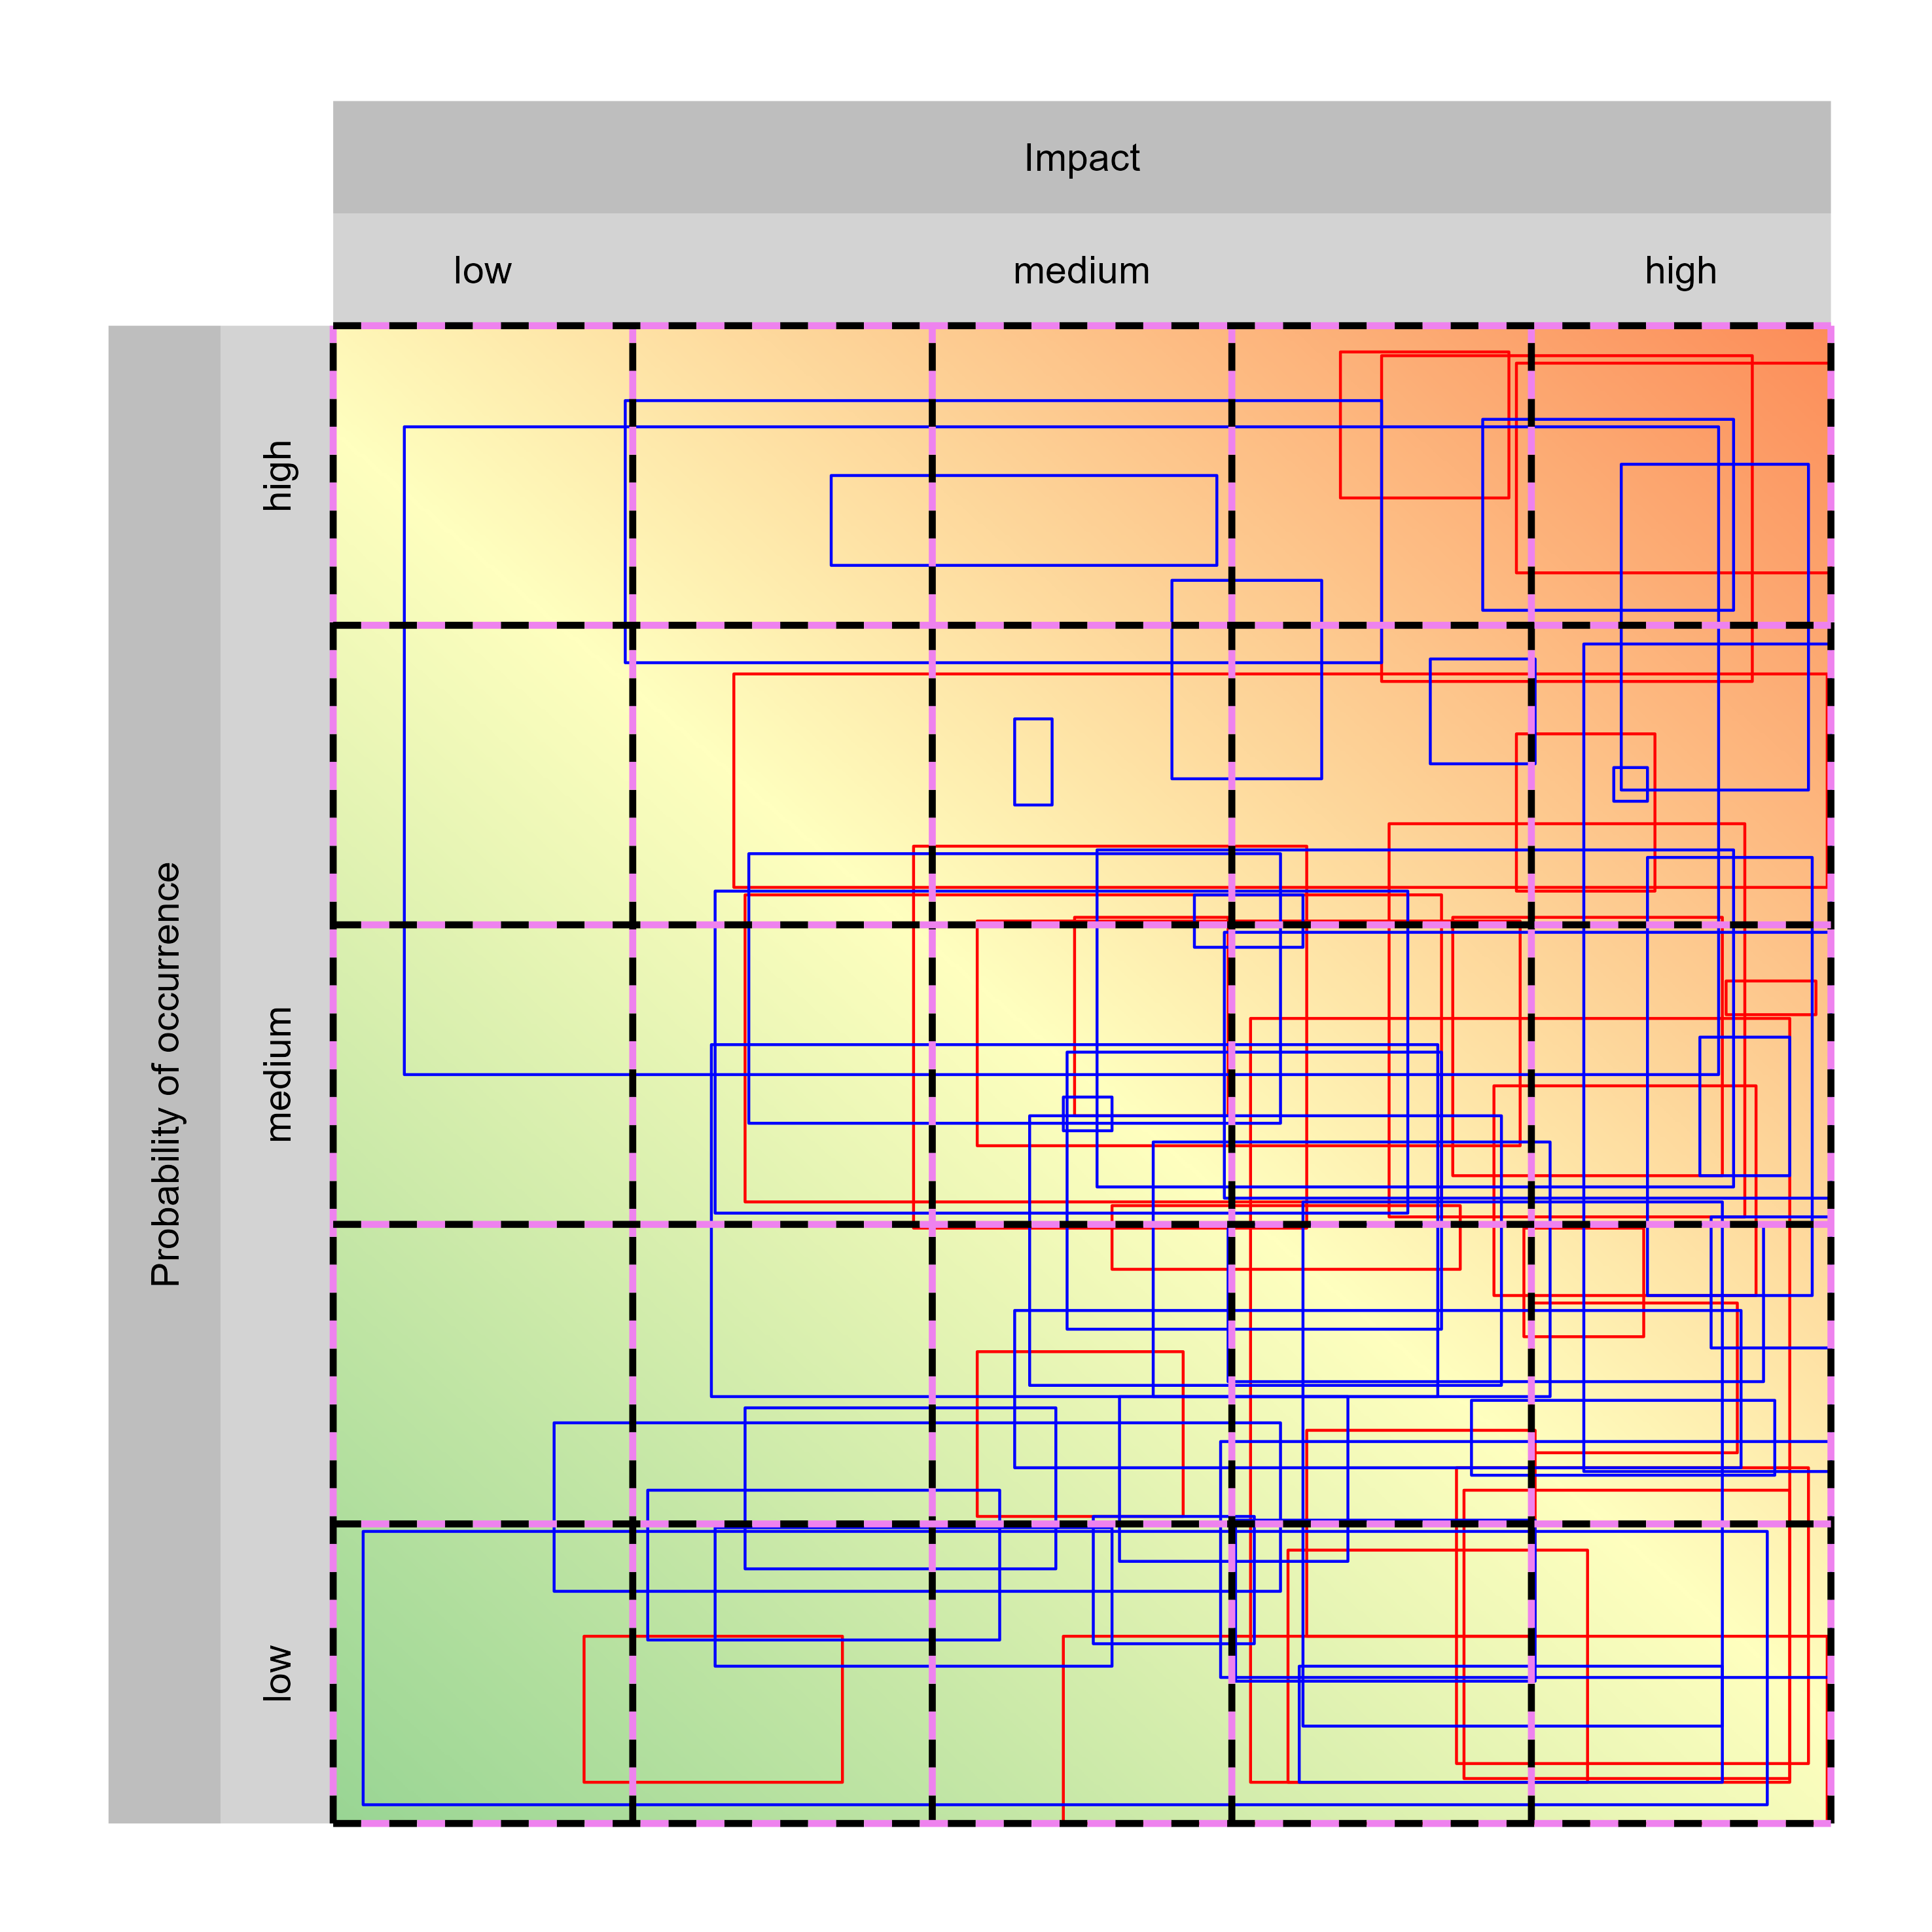 Impact
low
medium
high
Probability of occurrence
high
medium
low